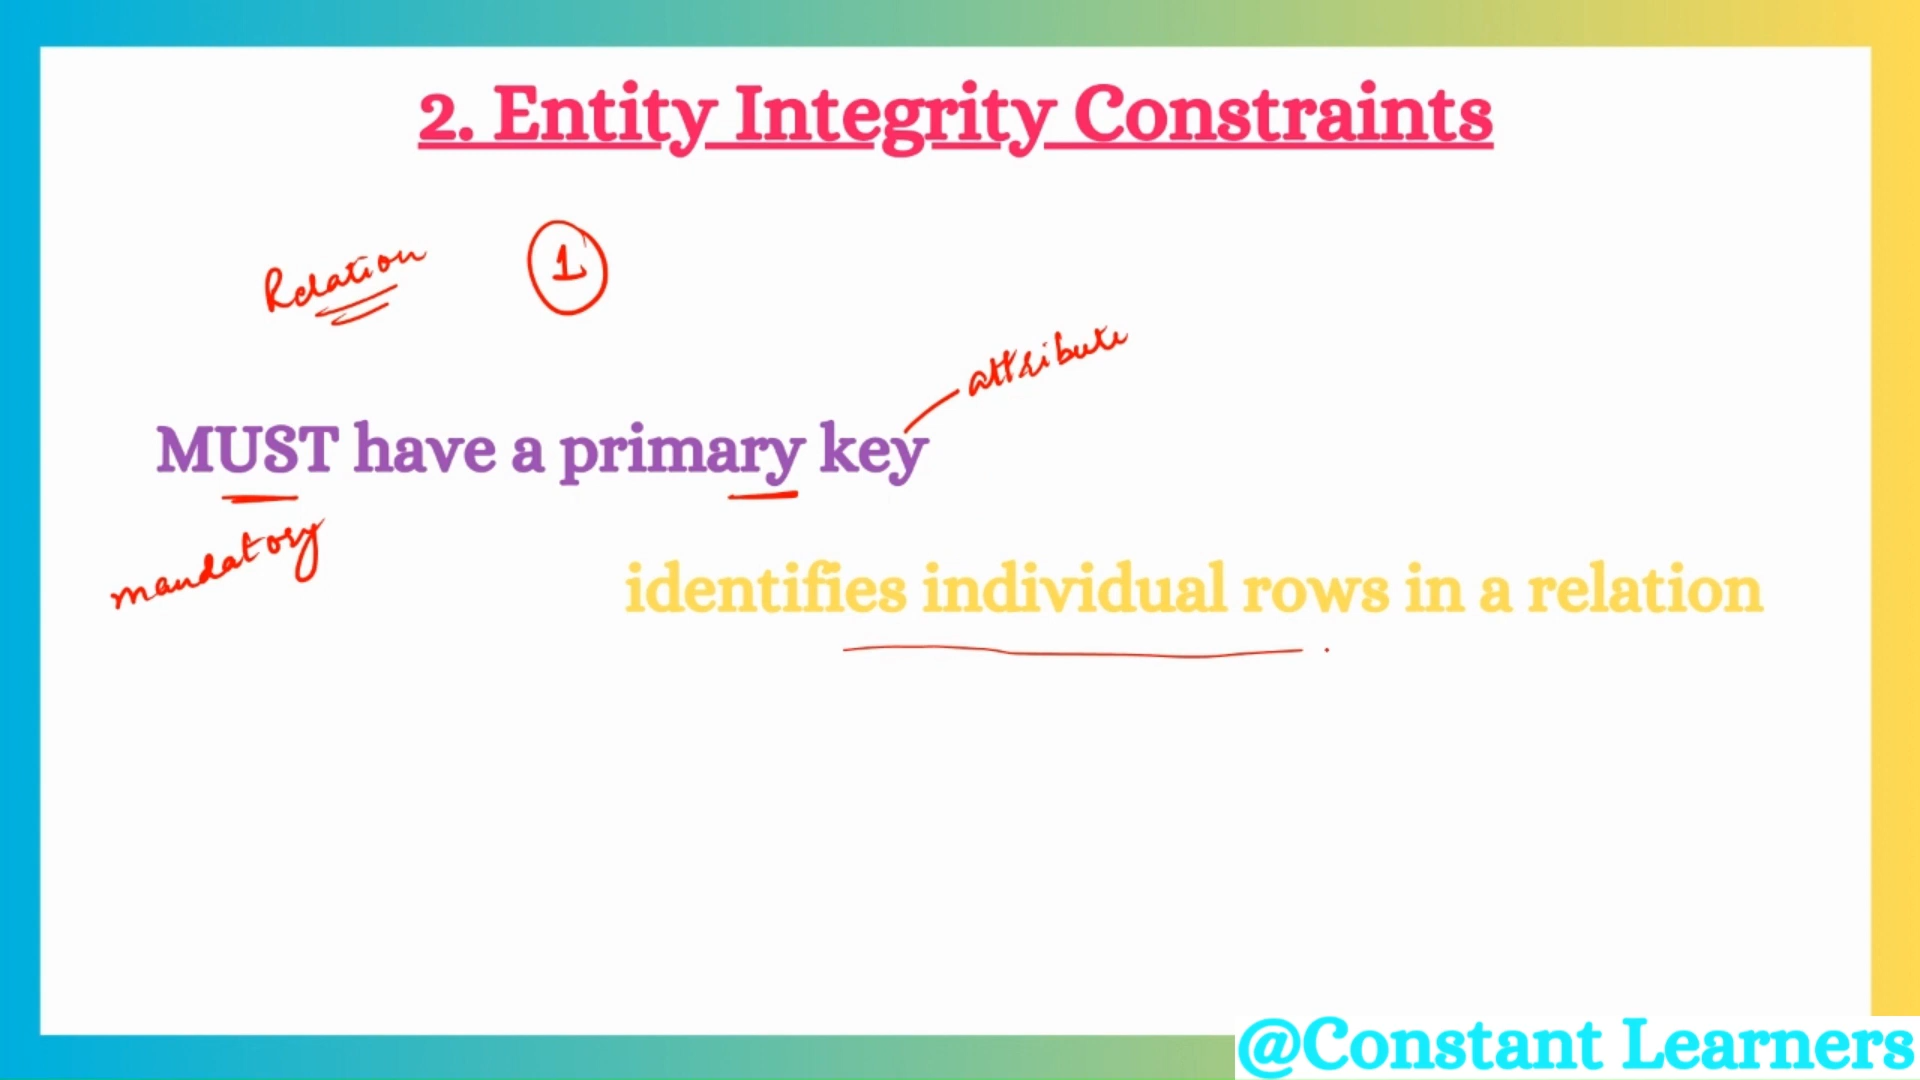 2. Entity Integrity Constraints
Relation
1
attribute
MUST have a primary key
mandatory
identifies individual rows in a relation
@Constant Learners